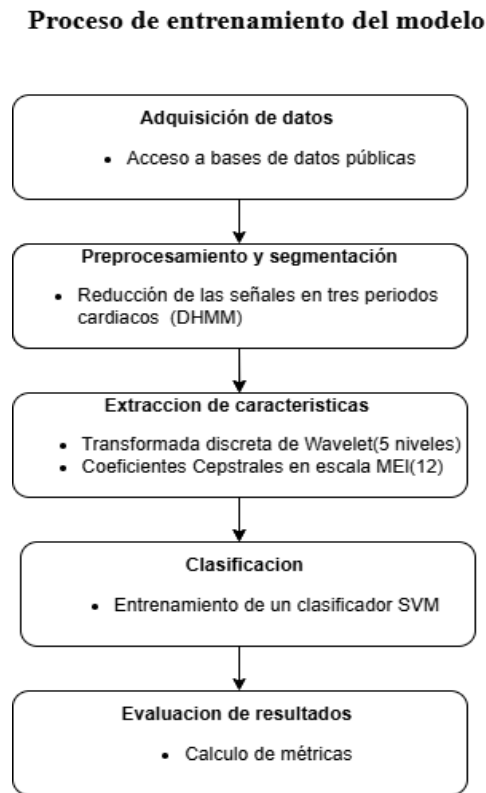 Proceso de entrenamiento del modelo
Adquisición de datos
• Acceso a bases de datos públicas
Preprocesamiento y segmentación
• Reducción de las señales en tres periodos
cardiacos (DHMM)
Extraccion de caracteristicas
• Transformada discreta de Wavelet(5 niveles)
• Coeficientes Cepstrales en escala MEl(12)
Clasificacion
• Entrenamiento de un clasificador SVM
Evaluacion de resultados
• Calculo de métricas